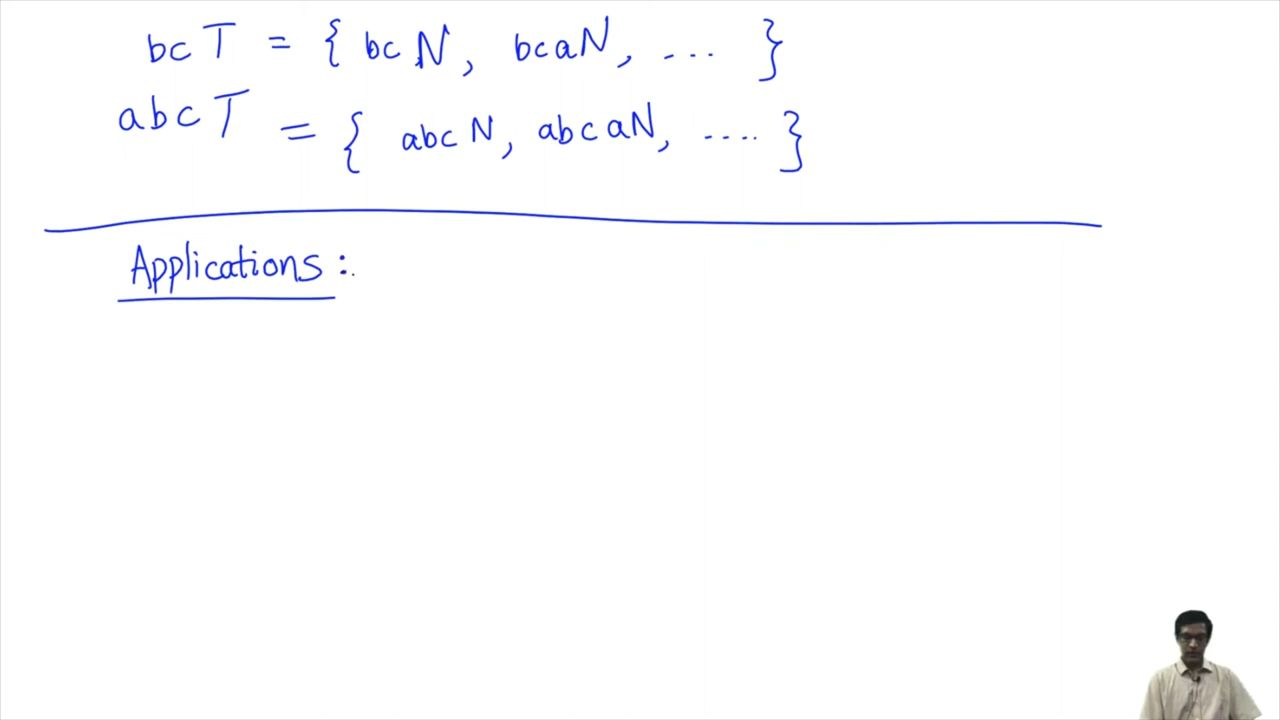 bcT = { bcN, bcaN, ... }
abcT = { abcN, abcaN, .... }
Applications :